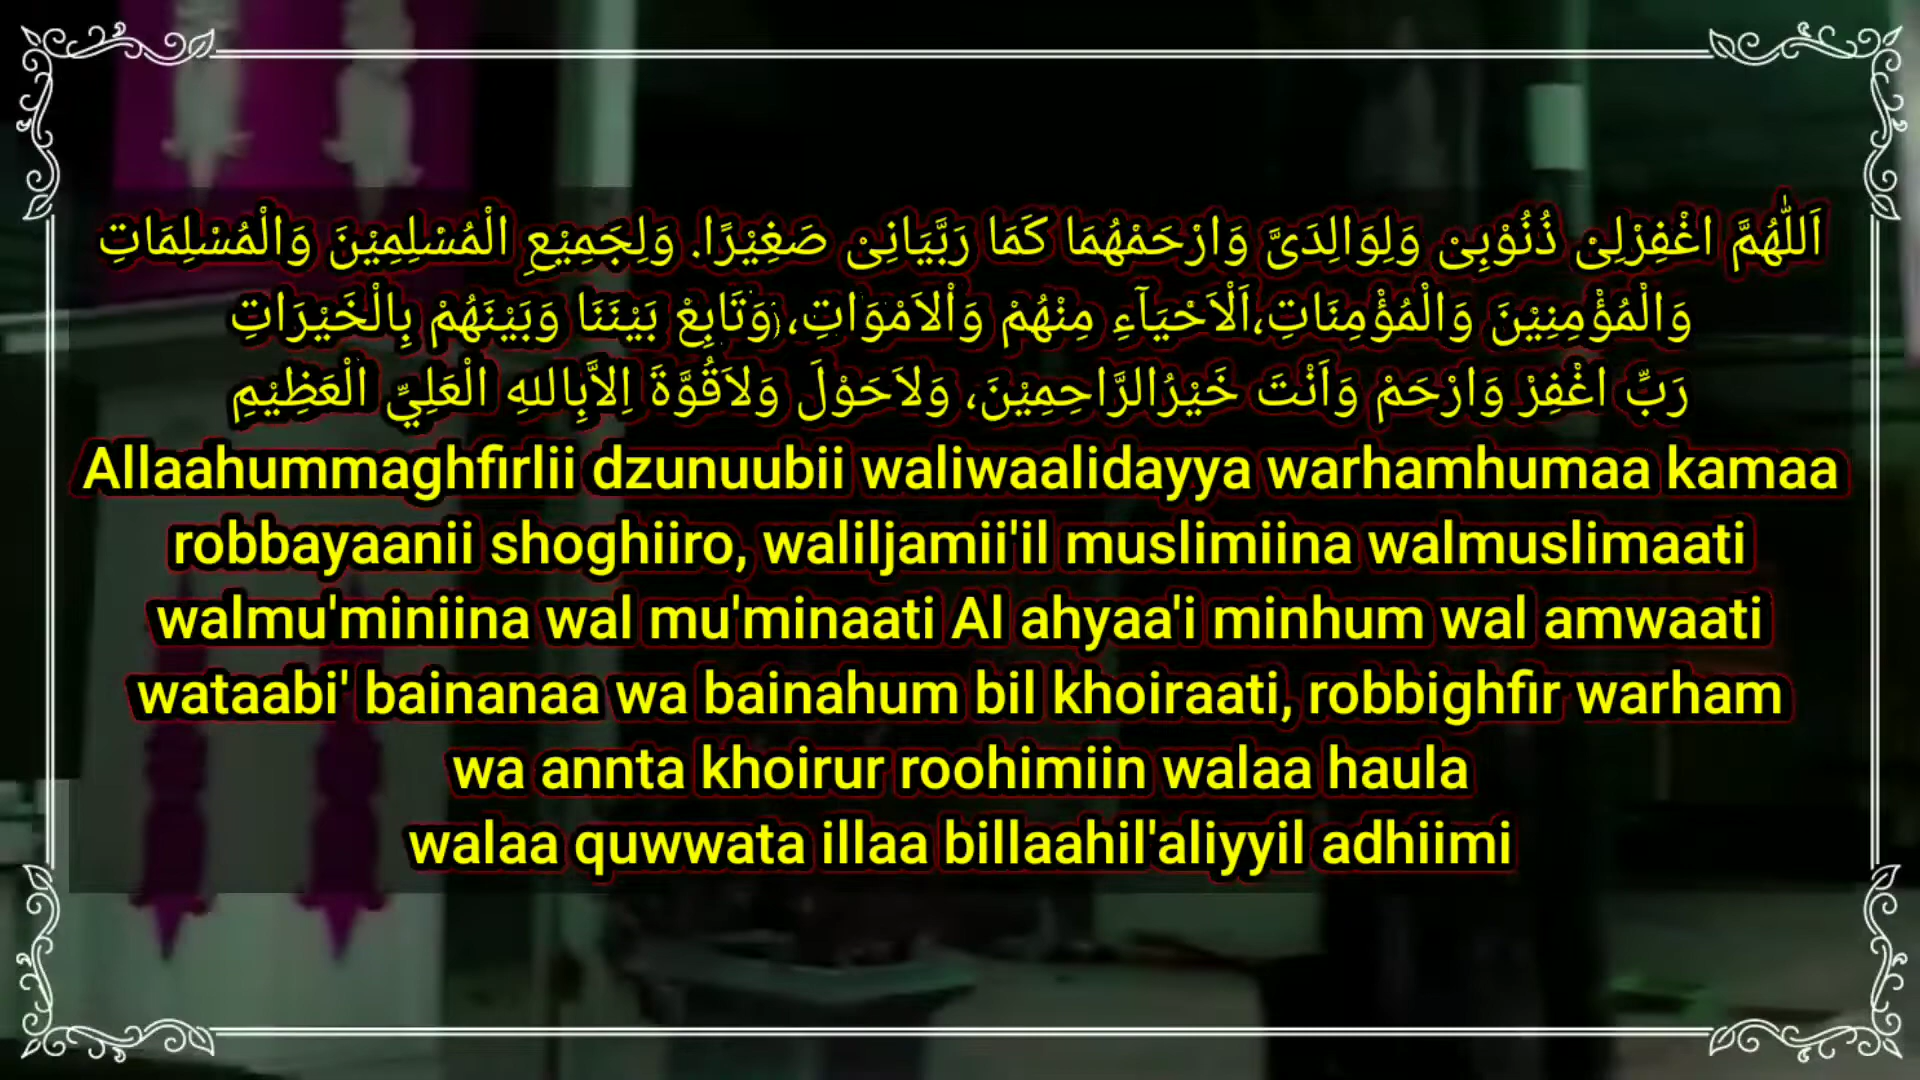 اَللّٰهُمَّ اغْفِرْلِىْ ذُنُوْبِىْ وَلِوَالِدَىَّ وَارْحَمْهُمَا كَمَا رَبَّيَانِىْ صَغِيْرًا. وَلِجَمِيْعِ الْمُسْلِمِيْنَ وَالْمُسْلِمَاتِ
وَالْمُؤْمِنِيْنَ وَالْمُؤْمِنَاتِ،اَلْاَحْيَآءِ مِنْهُمْ وَاْلاَمْوَاتِ، وَتَابِعْ بَيْنَنَا وَبَيْنَهُمْ بِالْخَيْرَاتِ
رَبِّ اغْفِرْ وَارْحَمْ وَاَنْتَ خَيْرُالرَّاحِمِيْنَ، وَلاَحَوْلَ وَلاَقُوَّةَ اِلاَّبِاللهِ الْعَلِيِّ الْعَظِيْمِ
Allaahummaghfirlii dzunuubii waliwaalidayya warhamhumaa kamaa
robbayaanii shoghiiro, waliljamii'il muslimiina walmuslimaati
walmu'miniina wal mu'minaati Al ahyaa'i minhum wal amwaati
wataabi' bainanaa wa bainahum bil khoiraati, robbighfir warham
wa annta khoirur roohimiin walaa haula
walaa quwwata illaa billaahil'aliyyil adhiimi